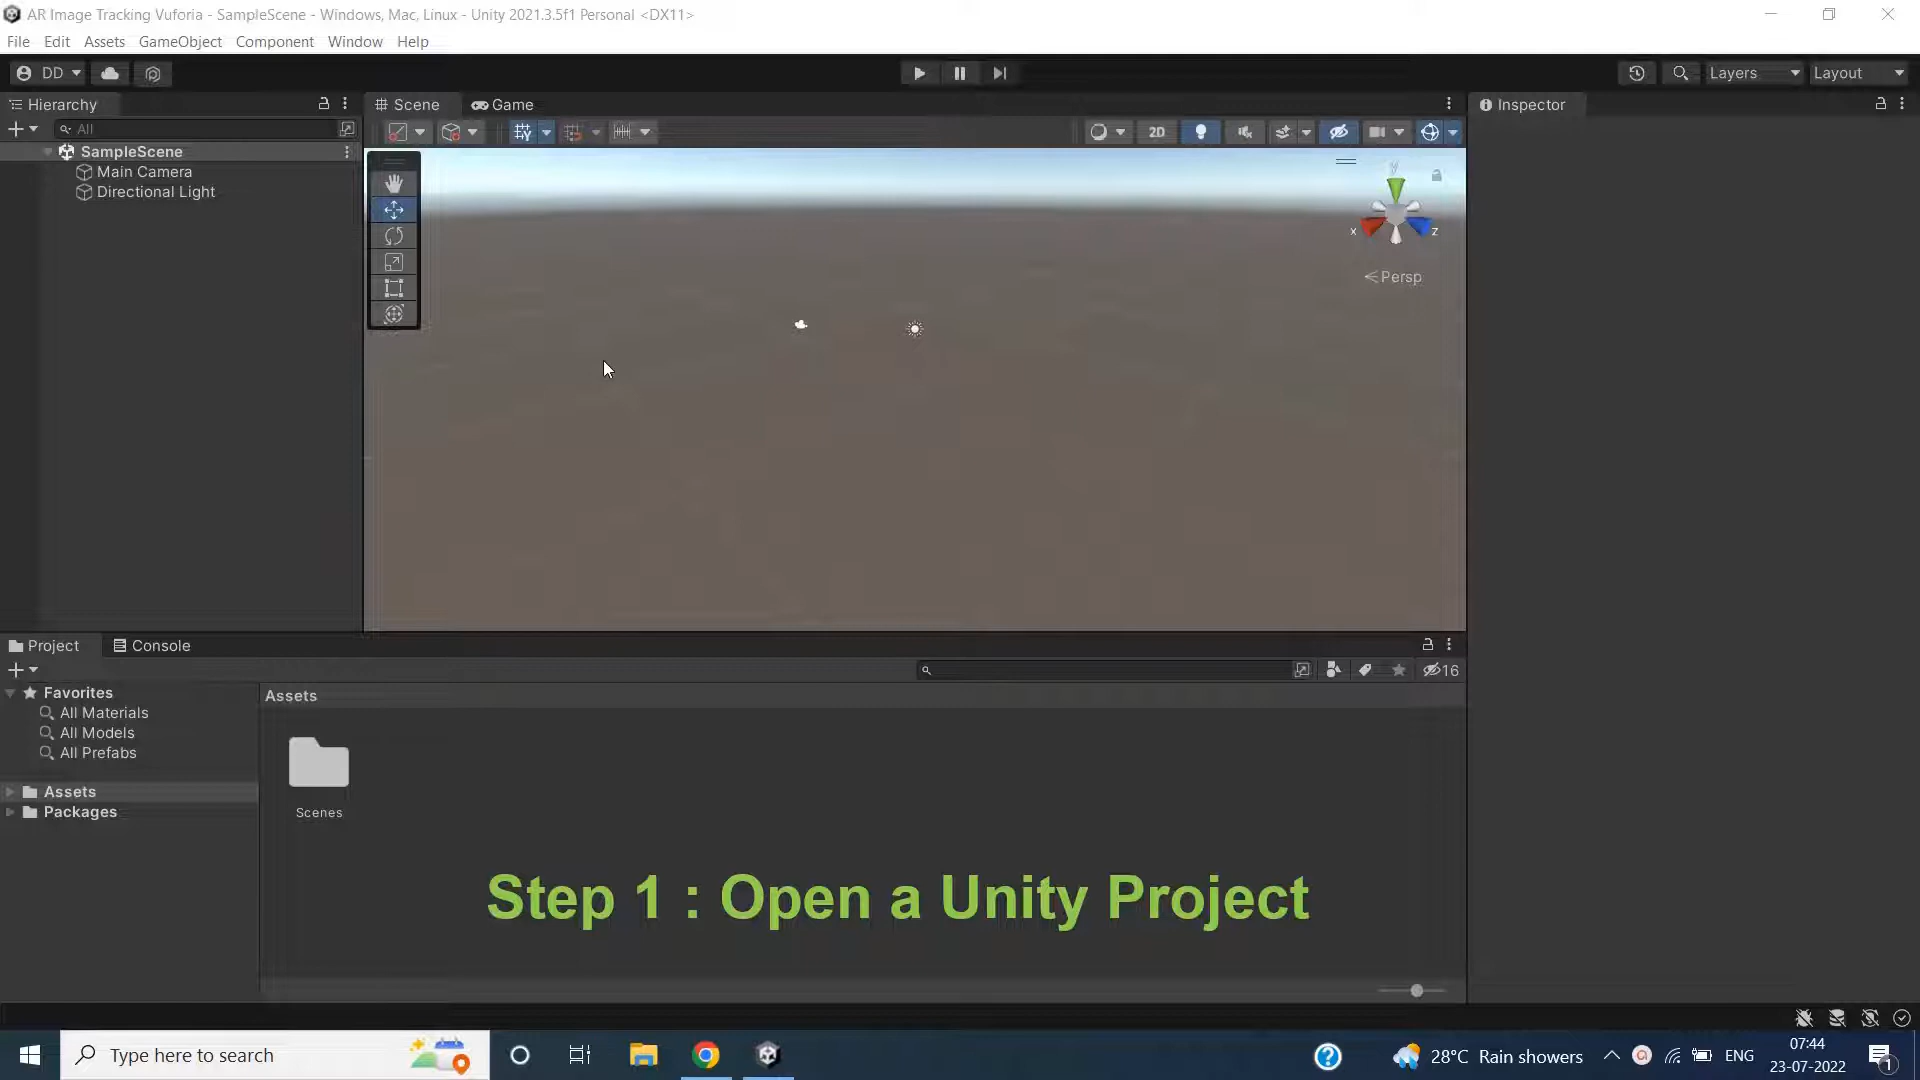 AR Image Tracking Vuforia - SampleScene - Windows, Mac, Linux - Unity 2021.3.5f1 Personal <DX11>
File Edit Assets GameObject Component Window Help
DD
Layers Layout
Hierarchy
Scene Game
Inspector
All
2D
SampleScene
Main Camera
Directional Light
y
x
z
Persp
Project Console
16
Favorites
All Materials
All Models
All Prefabs
Assets
Packages
Assets
Scenes
Step 1 : Open a Unity Project
Type here to search
28°C Rain showers
ENG
07:44
23-07-2022
1